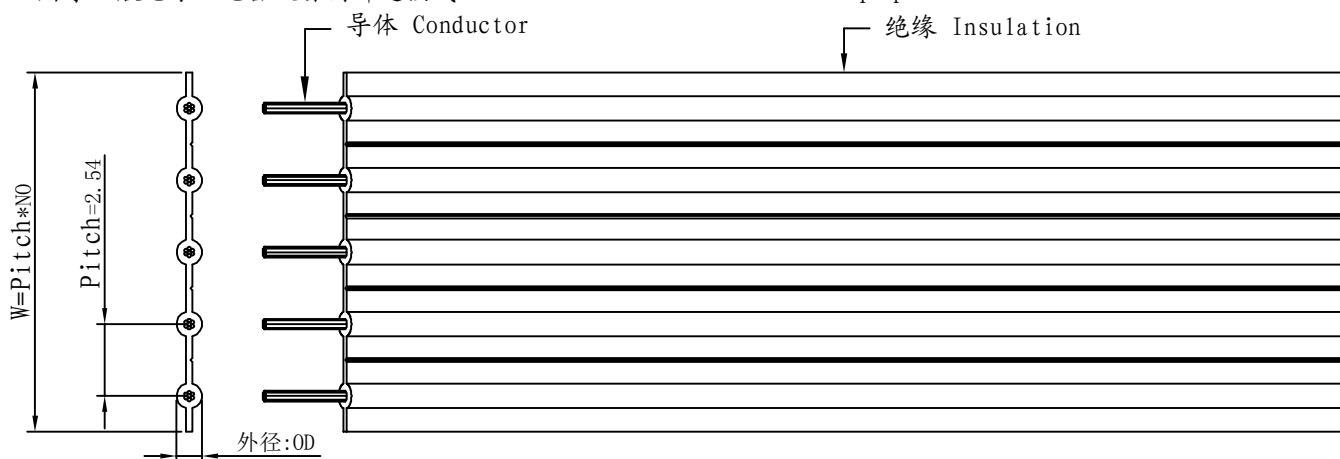 导体 Conductor
绝缘 Insulation
W=Pitch*NO
Pitch=2.54
外径:OD